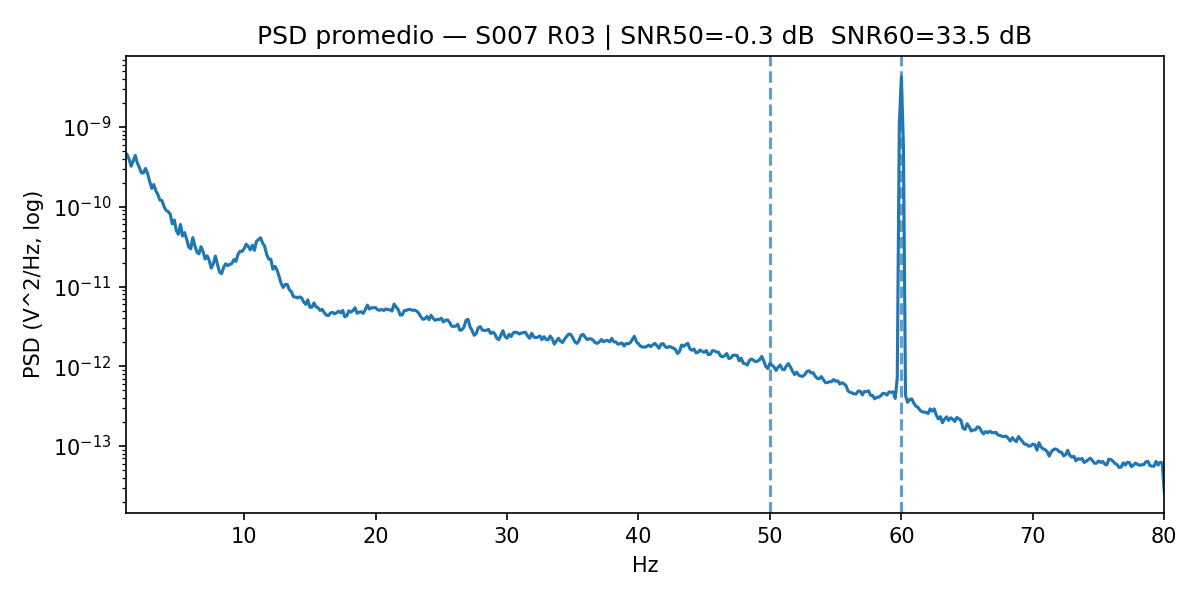 PSD promedio — S007 R03 | SNR50=-0.3 dB  SNR60=33.5 dB
PSD (V^2/Hz, log)
10⁻⁹
10⁻¹⁰
10⁻¹¹
10⁻¹²
10⁻¹³
10 20 30 40 50 60 70 80
Hz